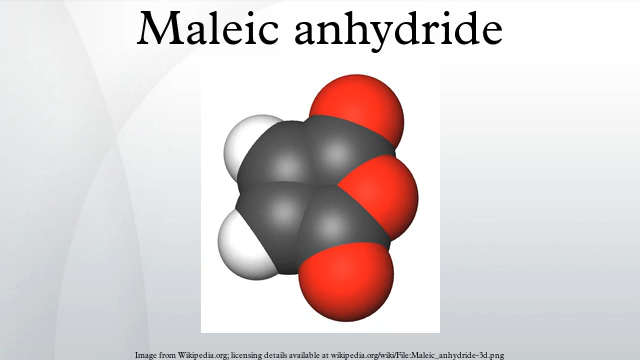 Maleic anhydride
Image from Wikipedia.org; licensing details available at wikipedia.org/wiki/File:Maleic_anhydride-3d.png